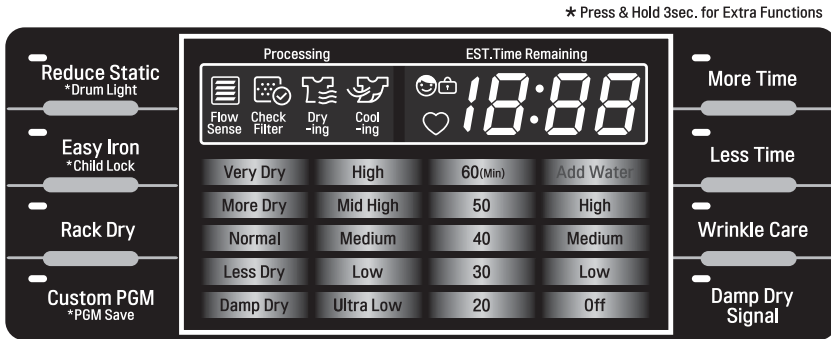 * Press & Hold 3sec. for Extra Functions
Reduce Static
*Drum Light
Easy Iron
*Child Lock
Rack Dry
Custom PGM
*PGM Save
Processing
EST.Time Remaining
Flow
Sense
Check
Filter
Dry
-ing
Cool
-ing
18:88
Very Dry High 60(Min) Add Water
More Dry Mid High 50 High
Normal Medium 40 Medium
Less Dry Low 30 Low
Damp Dry Ultra Low 20 Off
More Time
Less Time
Wrinkle Care
Damp Dry
Signal